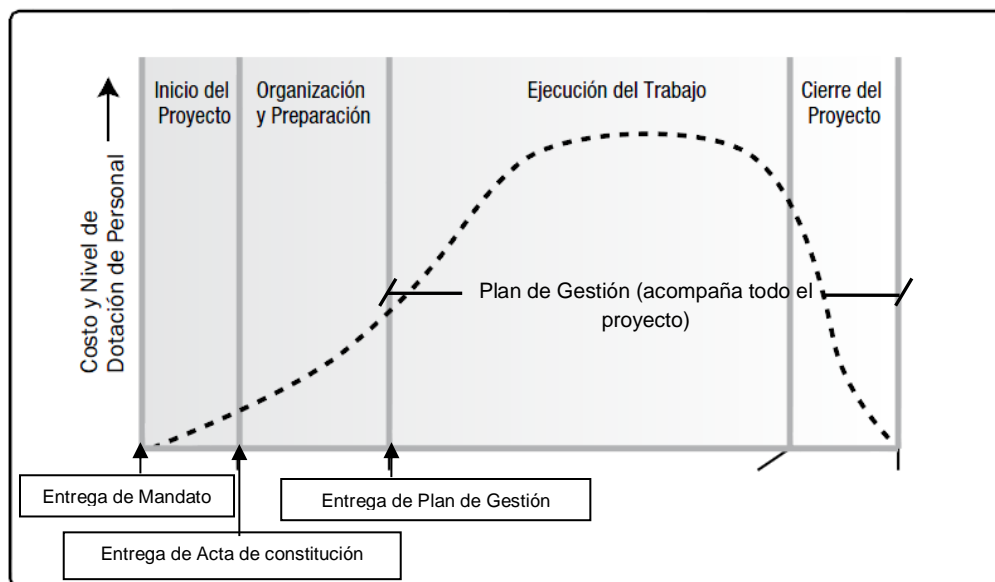 Inicio del
Proyecto
Organización
y Preparación
Ejecución del Trabajo
Cierre del
Proyecto
Costo y Nivel de
Dotación de Personal
Plan de Gestión (acompaña todo el
proyecto)
Entrega de Mandato
Entrega de Plan de Gestión
Entrega de Acta de constitución